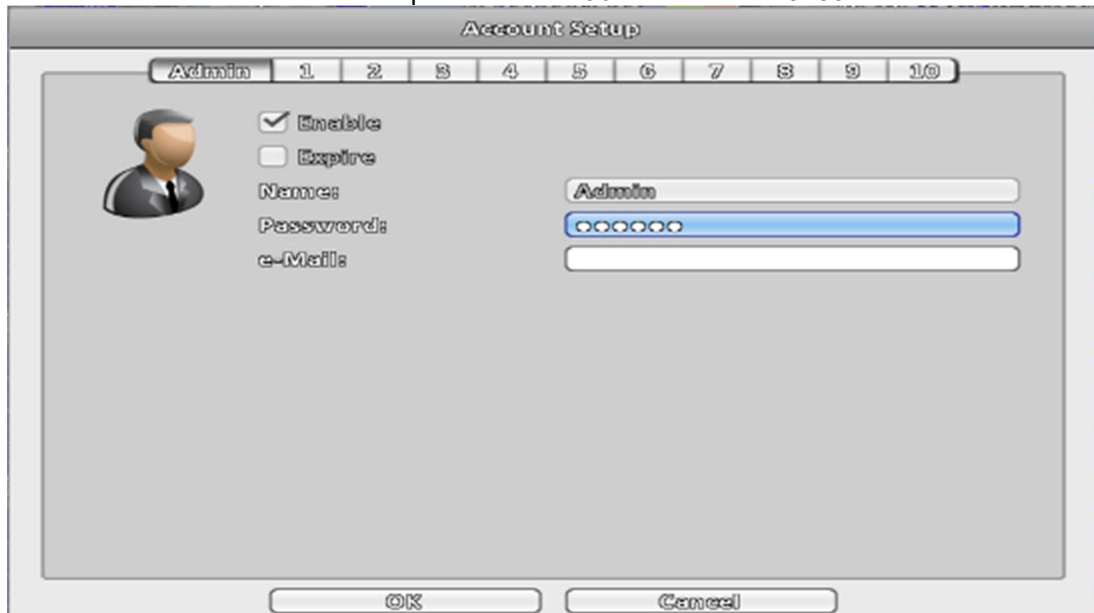 Account Setup
Admin 1 2 3 4 5 6 7 8 9 10
Enable
Expire
Name: Admin
Password:
e-Mail:
OK Cancel